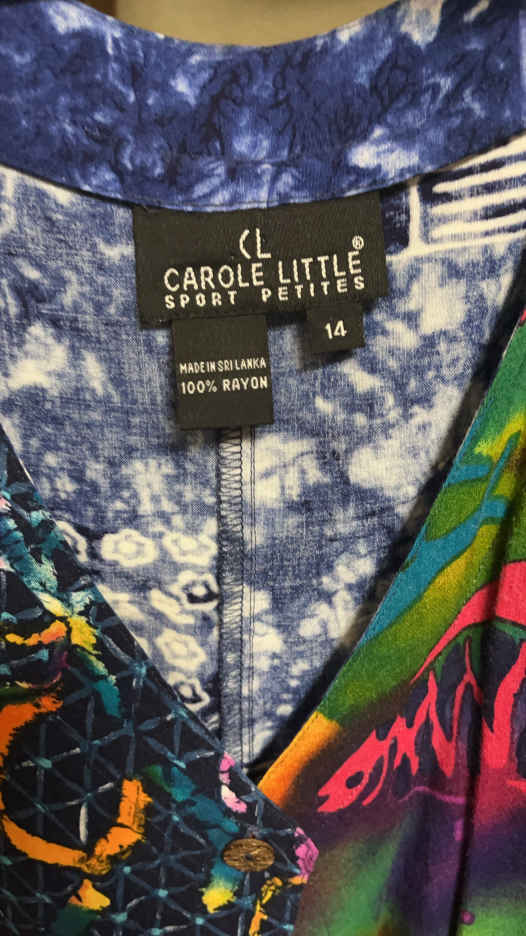 CL
CAROLE LITTLE®
SPORT PETITES
14
MADE IN SRI LANKA
100% RAYON